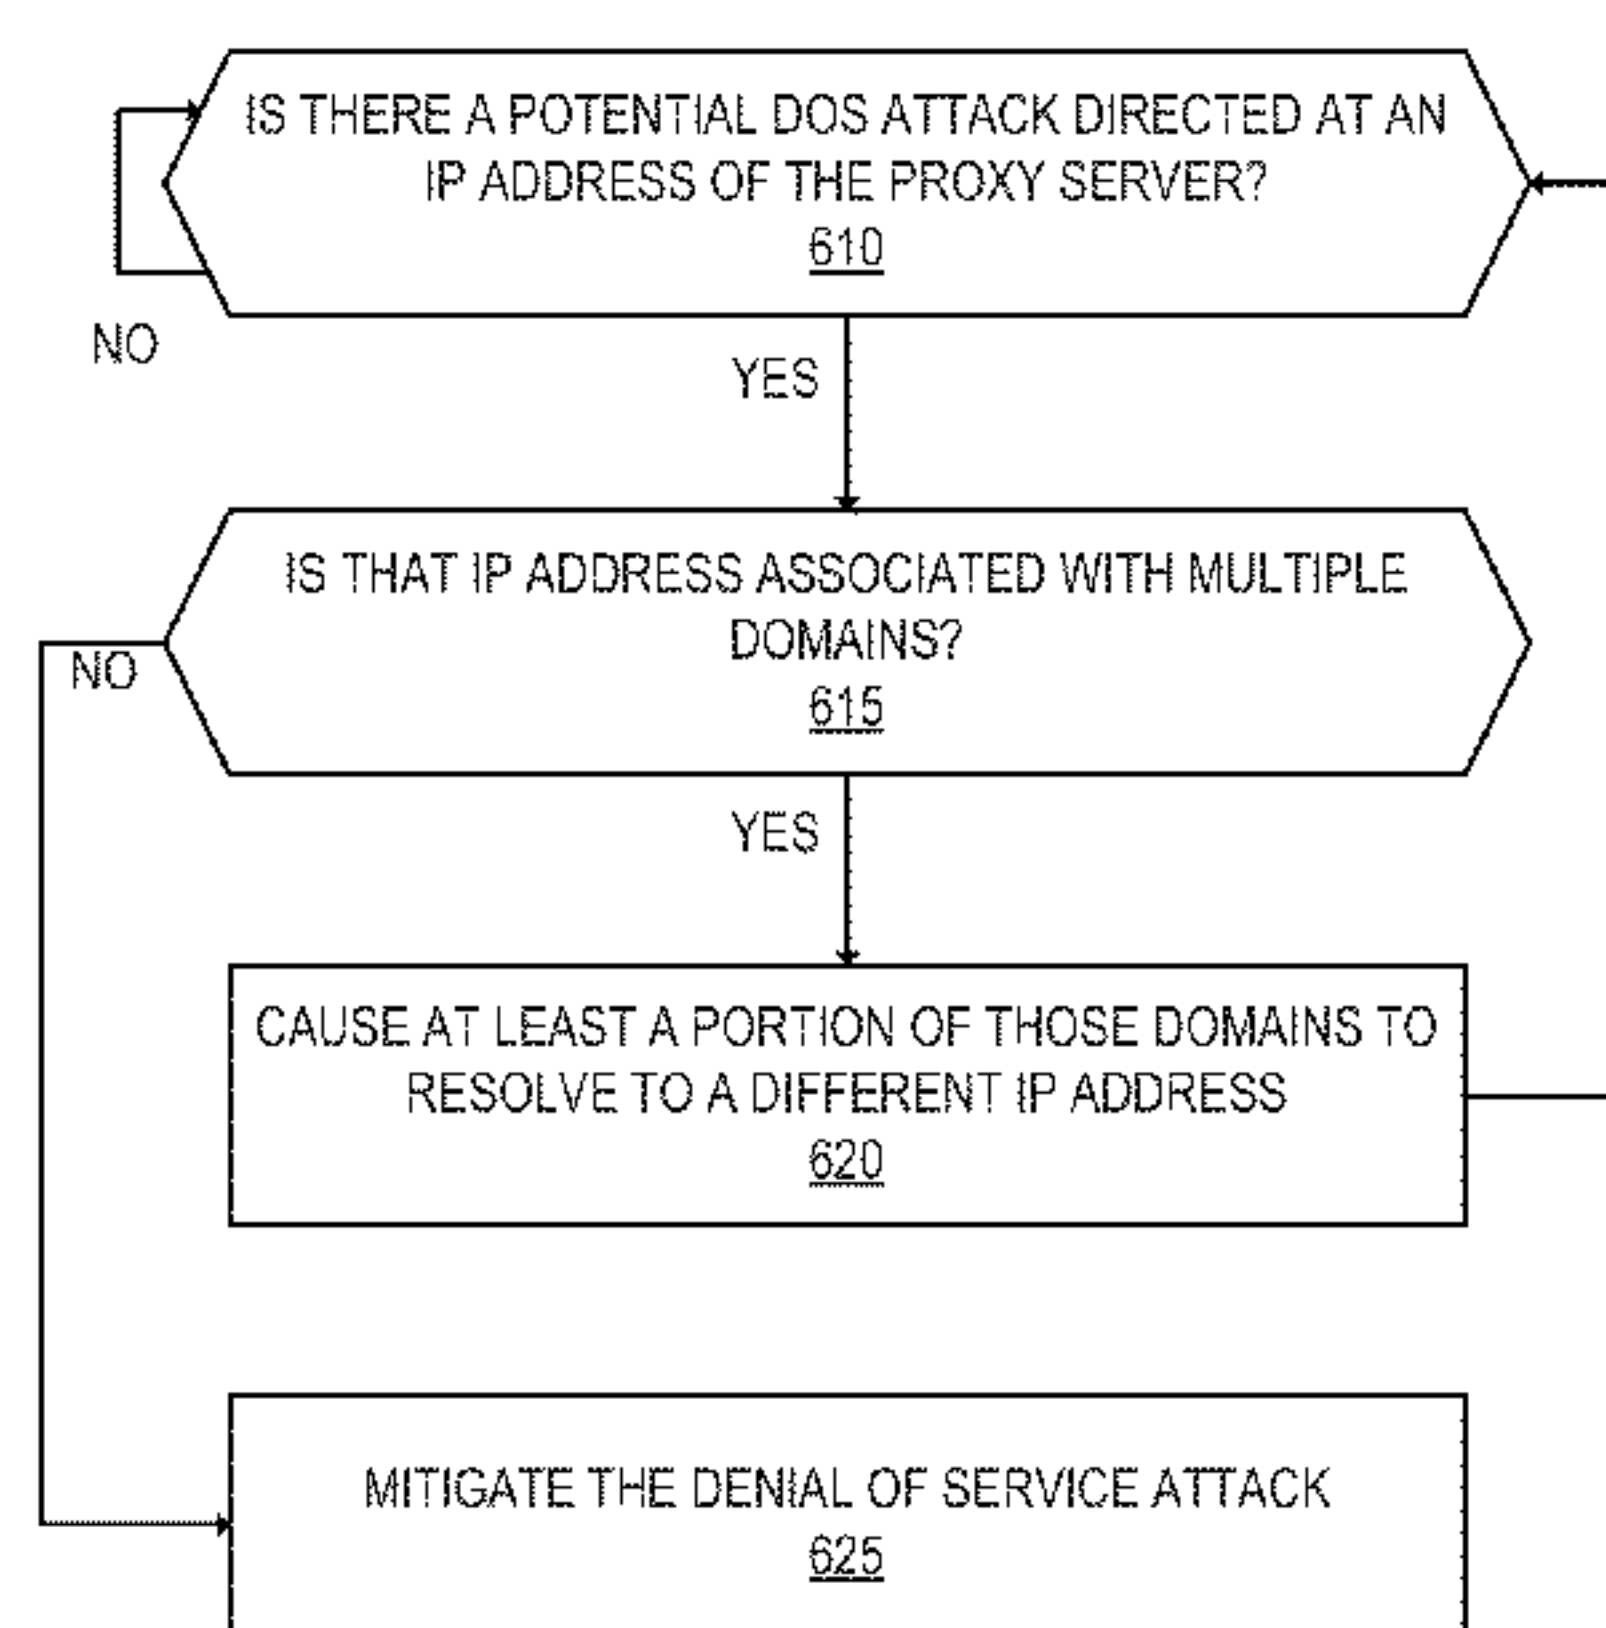 IS THERE A POTENTIAL DOS ATTACK DIRECTED AT AN
IP ADDRESS OF THE PROXY SERVER?
610
NO
YES
IS THAT IP ADDRESS ASSOCIATED WITH MULTIPLE
DOMAINS?
615
NO
YES
CAUSE AT LEAST A PORTION OF THOSE DOMAINS TO
RESOLVE TO A DIFFERENT IP ADDRESS
620
MITIGATE THE DENIAL OF SERVICE ATTACK
625